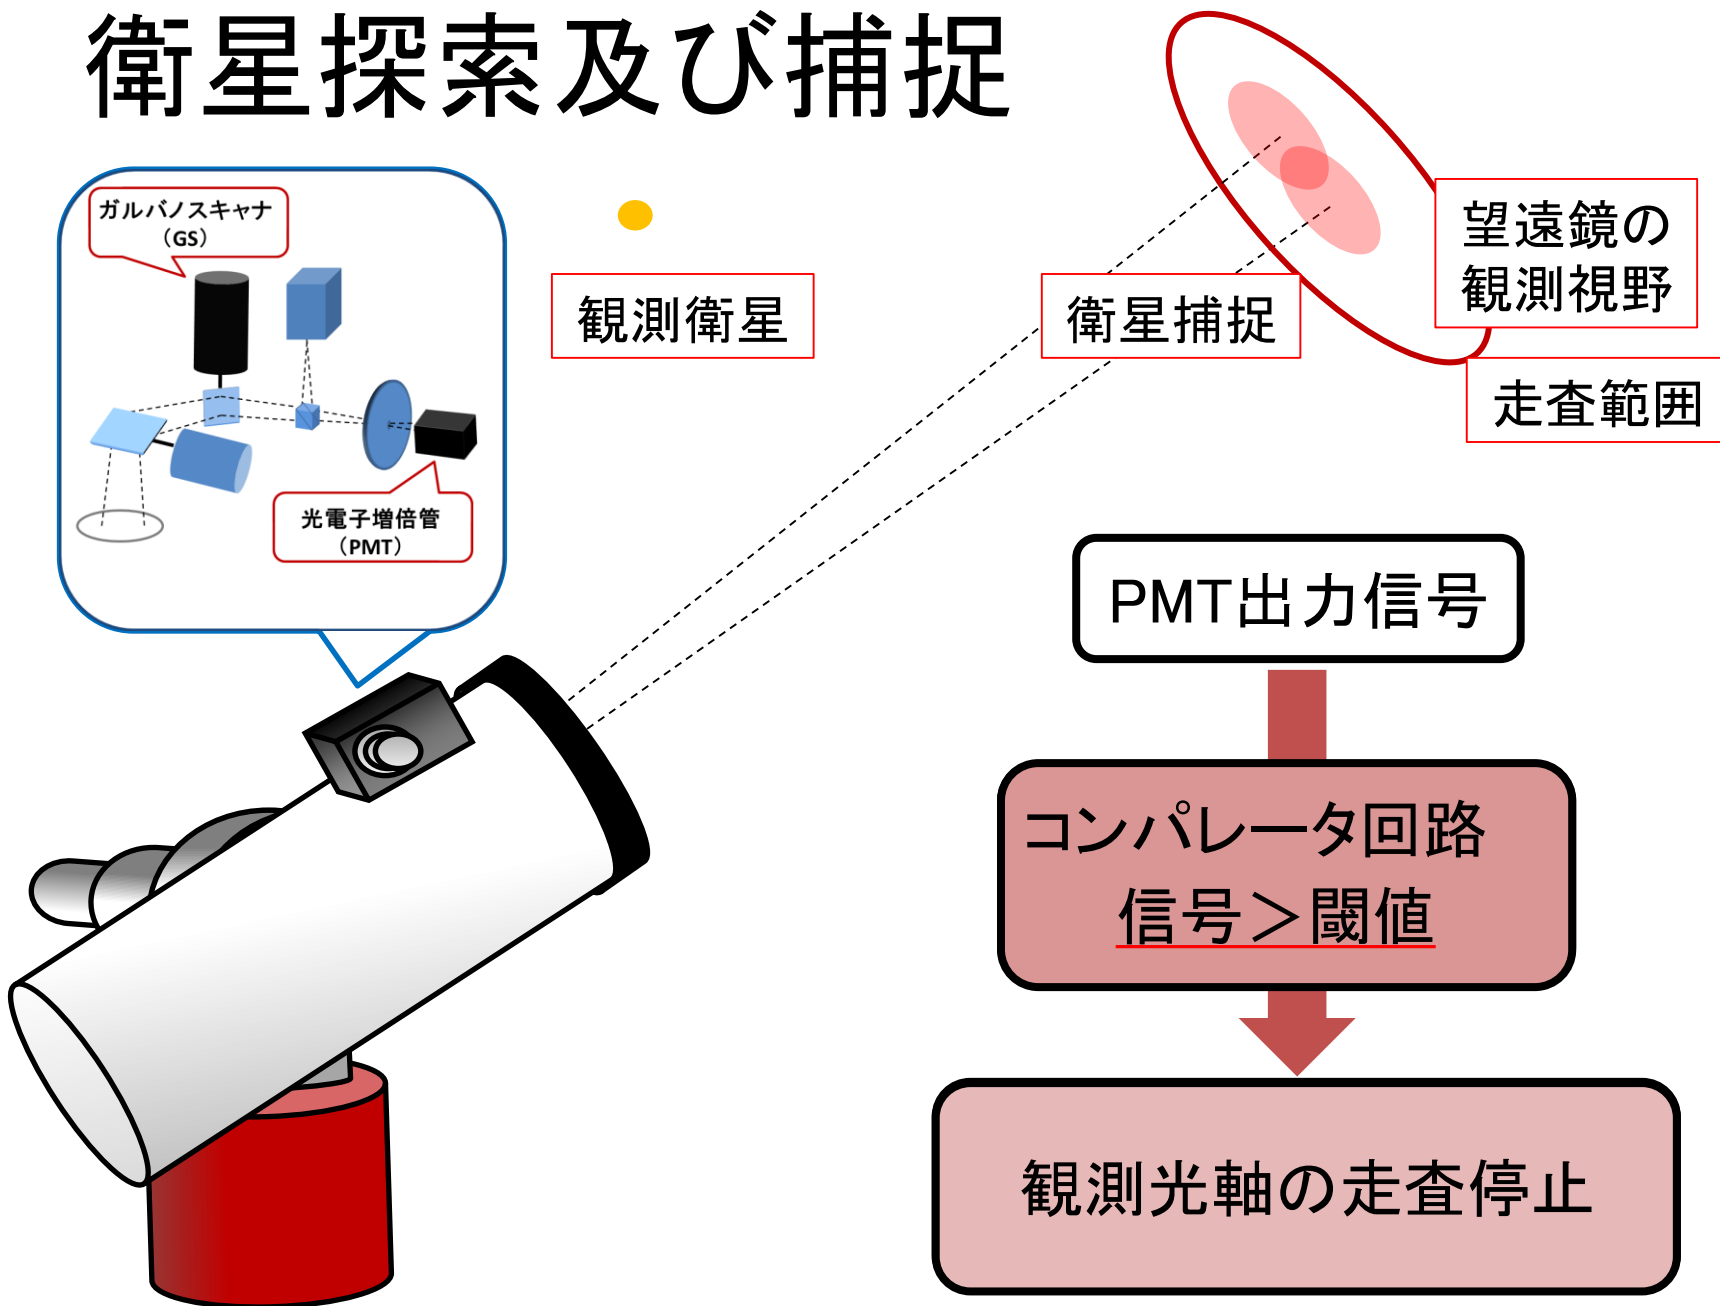 衛星探索及び捕捉
ガルバノスキャナ
（GS）
光電子増倍管
（PMT）
観測衛星
衛星捕捉
望遠鏡の
観測視野
走査範囲
PMT出力信号
コンパレータ回路
信号＞閾値
観測光軸の走査停止